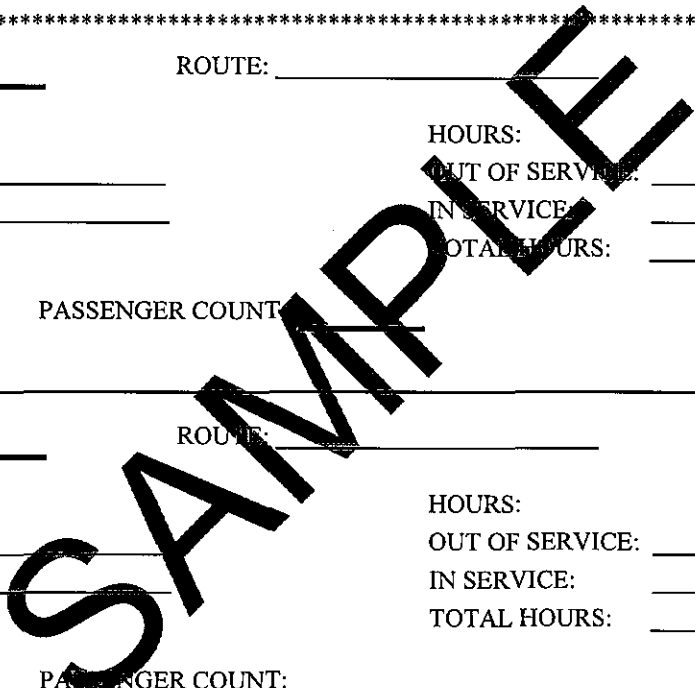 ************************************************************
ROUTE:
HOURS:
OUT OF SERVICE:
IN SERVICE:
TOTAL HOURS:
PASSENGER COUNT:
ROUTE:
HOURS:
OUT OF SERVICE:
IN SERVICE:
TOTAL HOURS:
PASSENGER COUNT:
SAMPLE